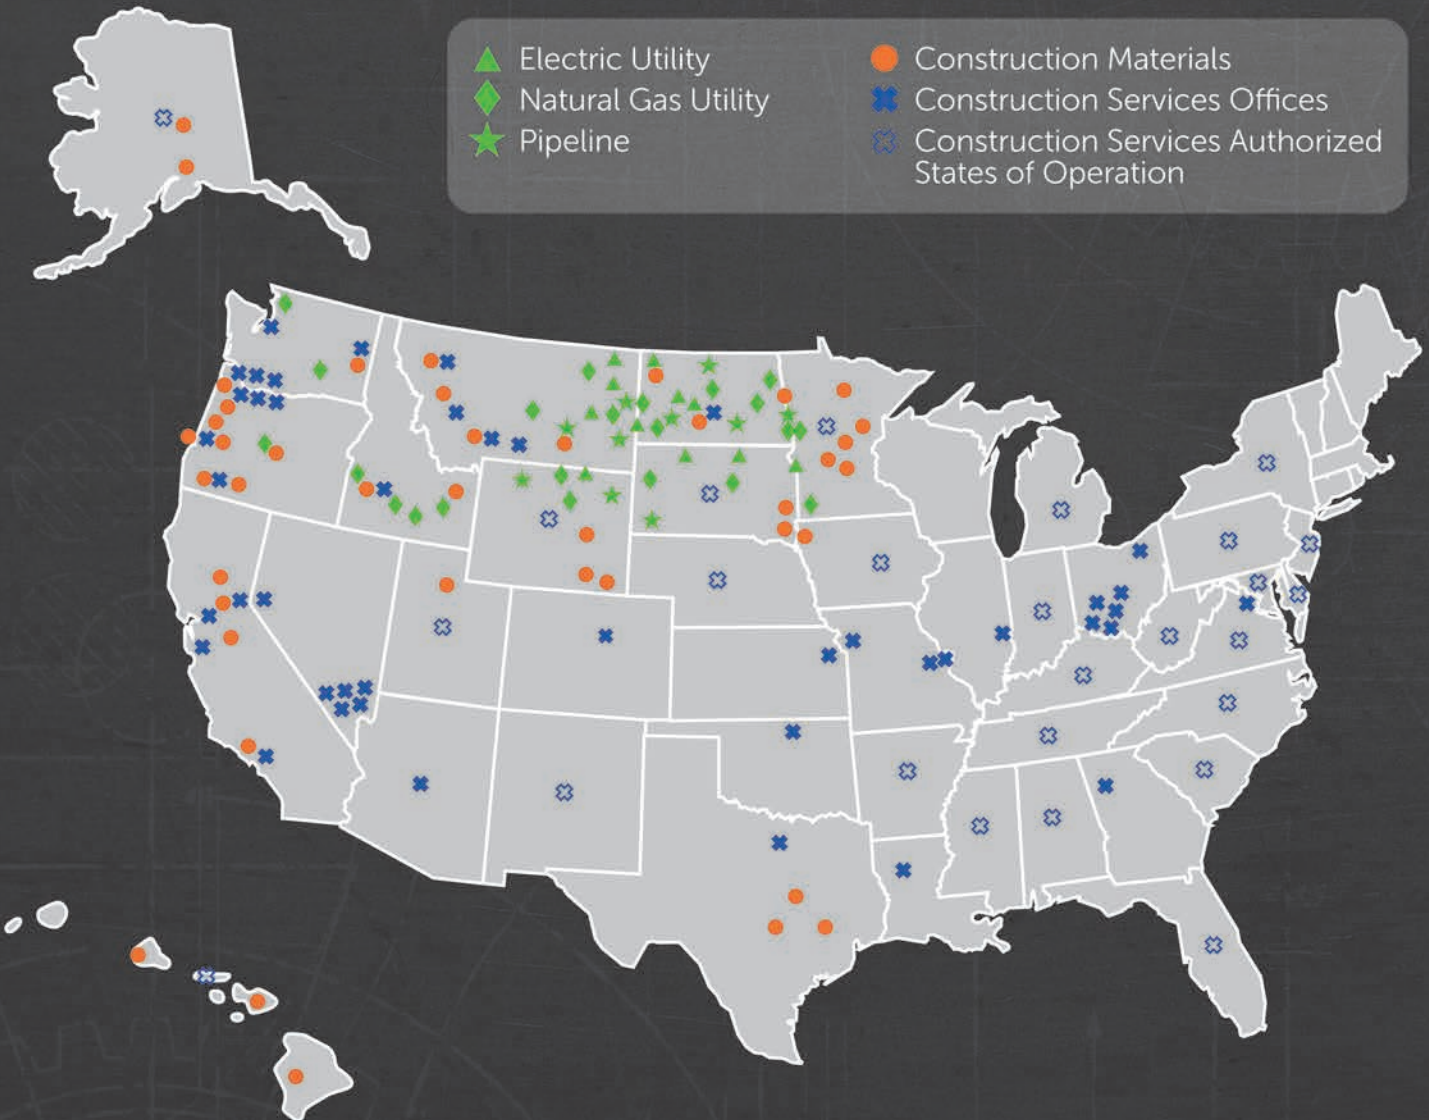 Electric Utility
Natural Gas Utility
Pipeline
Construction Materials
Construction Services Offices
Construction Services Authorized
States of Operation